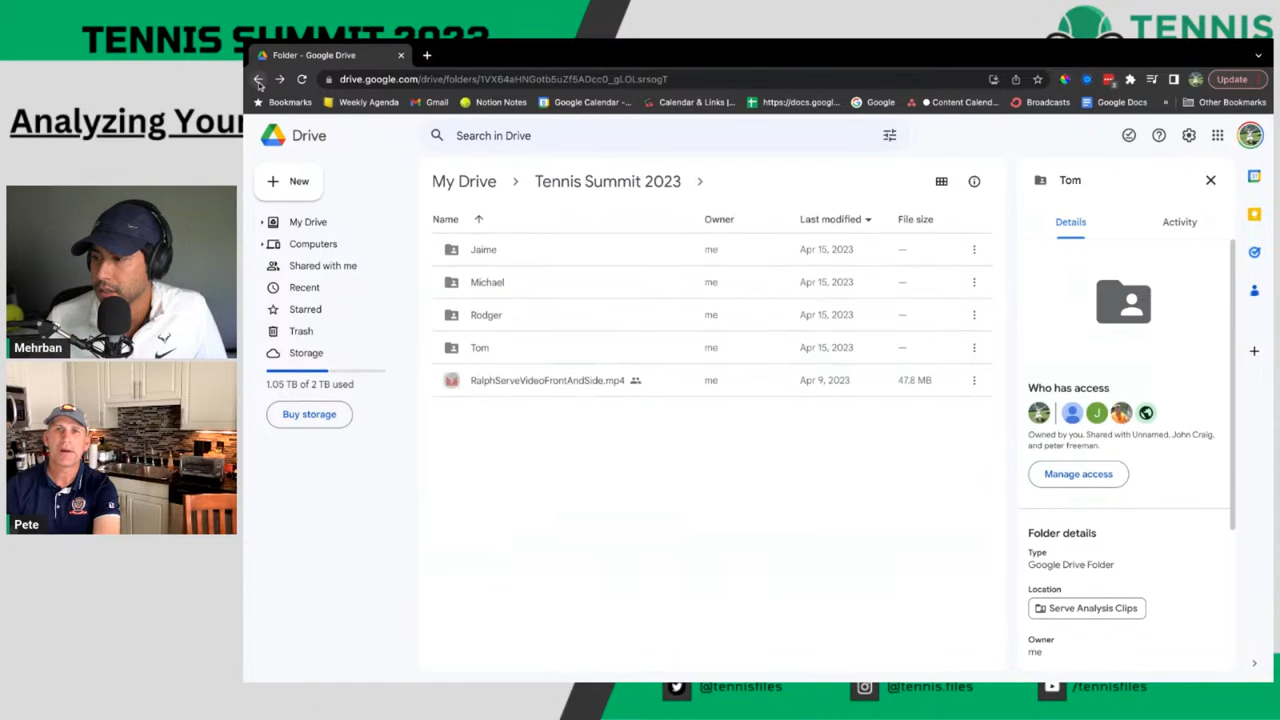 TENNIS SUMMIT 2023
TENNIS
Folder - Google Drive
drive.google.com/drive/folders/1VX64aHNGotb5uZf5ADcc0_gLOLsrsogT
Update
Bookmarks
Weekly Agenda
Gmail
Notion Notes
Google Calendar -...
Calendar & Links |...
https://docs.googl...
Google
Content Calend...
Broadcasts
Google Docs
»
Other Bookmarks
Analyzing Your
Drive
Search in Drive
New
My Drive
Computers
Shared with me
Recent
Starred
Trash
Storage
1.05 TB of 2 TB used
Buy storage
My Drive > Tennis Summit 2023 >
Name Owner Last modified File size
Jaime me Apr 15, 2023 —
Michael me Apr 15, 2023 —
Rodger me Apr 15, 2023 —
Tom me Apr 15, 2023 —
RalphServeVideoFrontAndSide.mp4 me Apr 9, 2023 47.8 MB
Tom
Details Activity
Who has access
J
Owned by you. Shared with Unnamed, John Craig,
and peter freeman.
Manage access
Folder details
Type
Google Drive Folder
Location
Serve Analysis Clips
Owner
me
Mehrban
Pete
@tennisfiles
@tennis.files
/tennisfiles